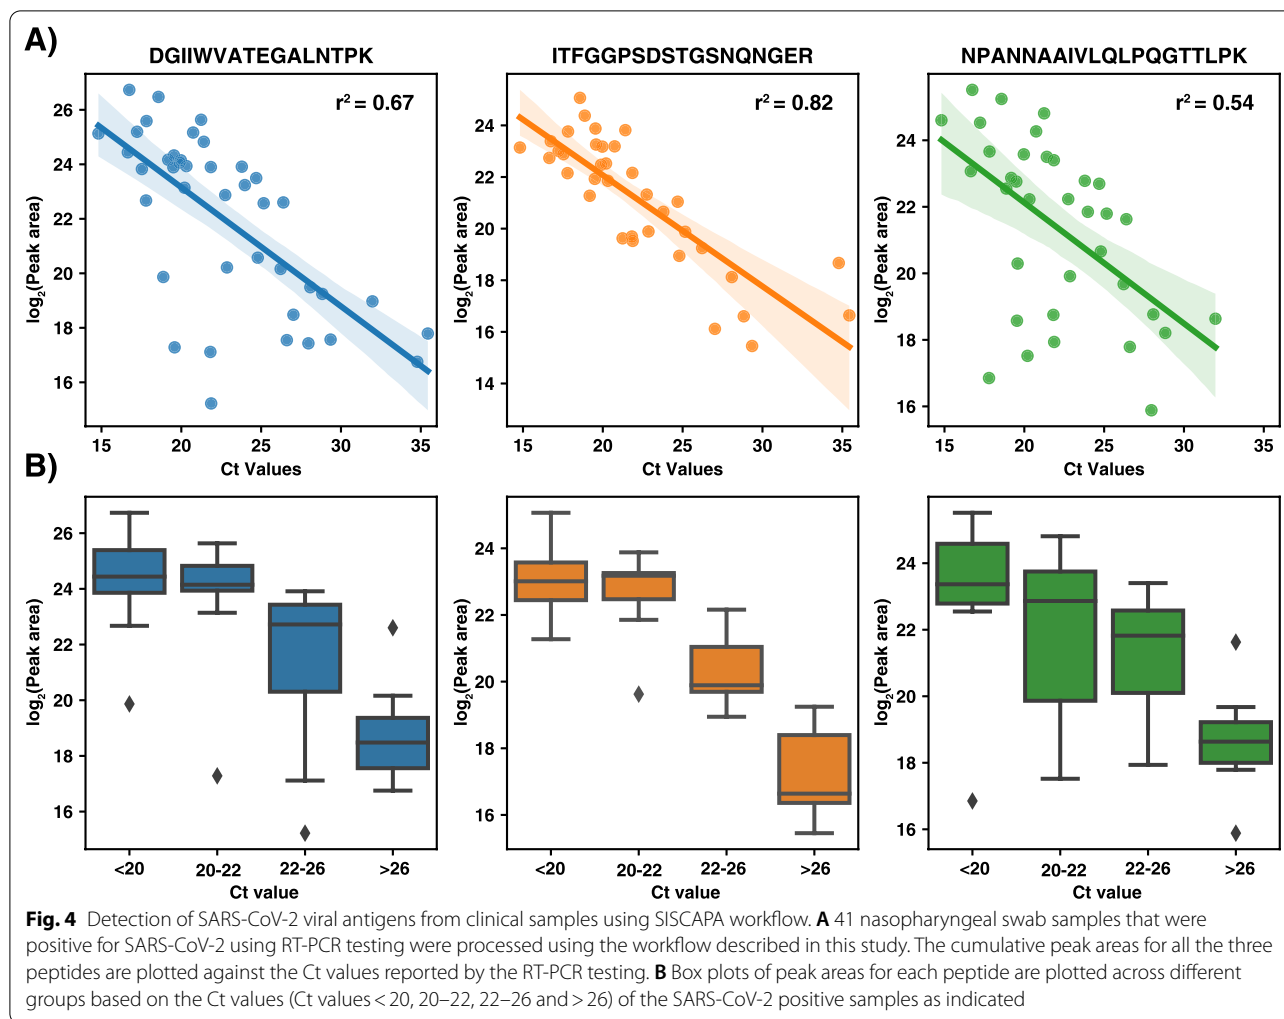 A)
DGIIWVATEGALNTPK
ITFGGPSDSTGSNQNGER
NPANNAAIVLQLPQGTTLPK
r² = 0.67
r² = 0.82
r² = 0.54
log₂(Peak area)
26
24
22
20
18
16
15 20 25 30 35
Ct Values
log₂(Peak area)
24
22
20
18
16
14
15 20 25 30 35
Ct Values
log₂(Peak area)
24
22
20
18
16
15 20 25 30 35
Ct Values
B)
log₂(Peak area)
26
24
22
20
18
16
<20 20-22 22-26 >26
Ct value
log₂(Peak area)
24
22
20
18
16
<20 20-22 22-26 >26
Ct value
log₂(Peak area)
24
22
20
18
16
<20 20-22 22-26 >26
Ct value
Fig. 4 Detection of SARS-CoV-2 viral antigens from clinical samples using SISCAPA workflow. A 41 nasopharyngeal swab samples that were
positive for SARS-CoV-2 using RT-PCR testing were processed using the workflow described in this study. The cumulative peak areas for all the three
peptides are plotted against the Ct values reported by the RT-PCR testing. B Box plots of peak areas for each peptide are plotted across different
groups based on the Ct values (Ct values < 20, 20–22, 22–26 and > 26) of the SARS-CoV-2 positive samples as indicated